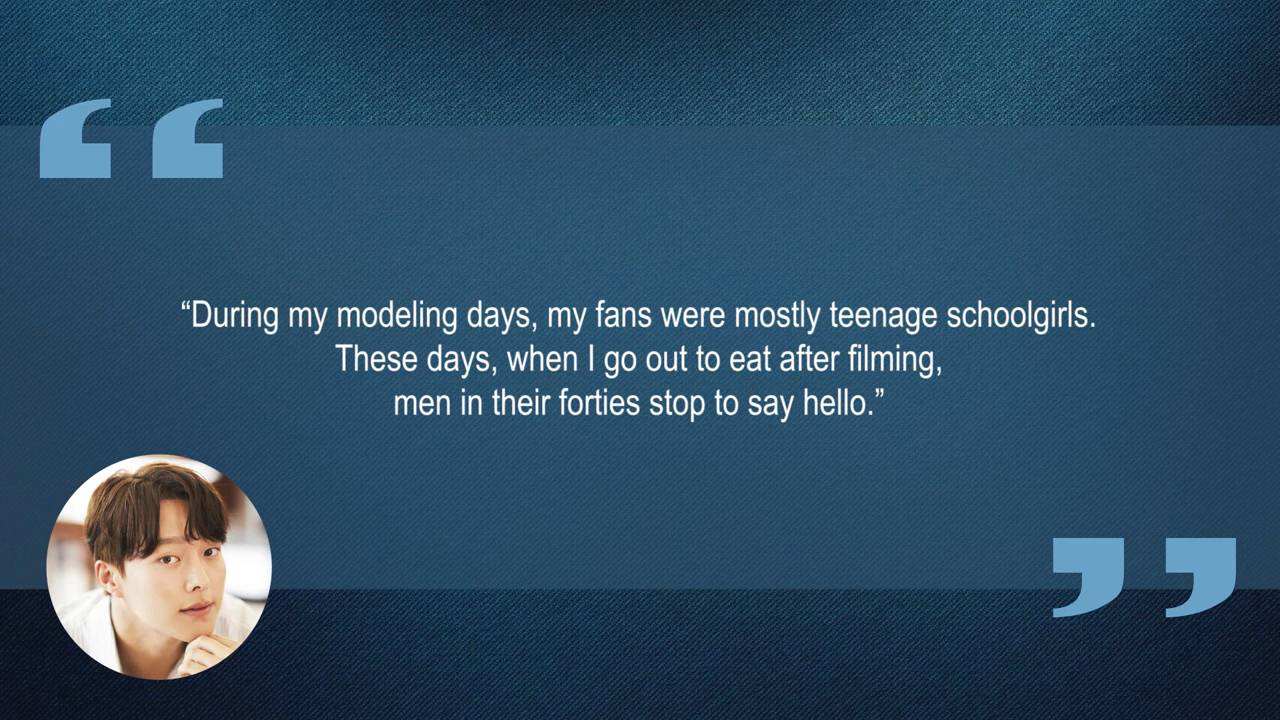 “During my modeling days, my fans were mostly teenage schoolgirls.
These days, when I go out to eat after filming,
men in their forties stop to say hello.”